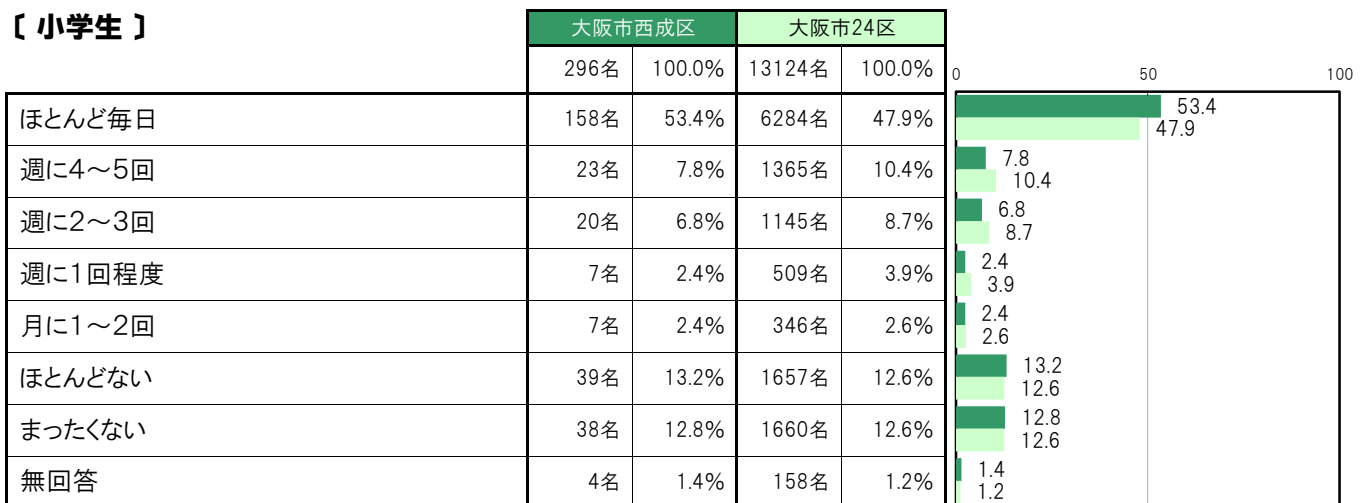 〔 小学生 〕
大阪市西成区 大阪市24区
296名 100.0% 13124名 100.0%
0 50 100
ほとんど毎日 158名 53.4% 6284名 47.9% 53.4
47.9
週に4～5回 23名 7.8% 1365名 10.4% 7.8
10.4
週に2～3回 20名 6.8% 1145名 8.7% 6.8
8.7
週に1回程度 7名 2.4% 509名 3.9% 2.4
3.9
月に1～2回 7名 2.4% 346名 2.6% 2.4
2.6
ほとんどない 39名 13.2% 1657名 12.6% 13.2
12.6
まったくない 38名 12.8% 1660名 12.6% 12.8
12.6
無回答 4名 1.4% 158名 1.2% 1.4
1.2